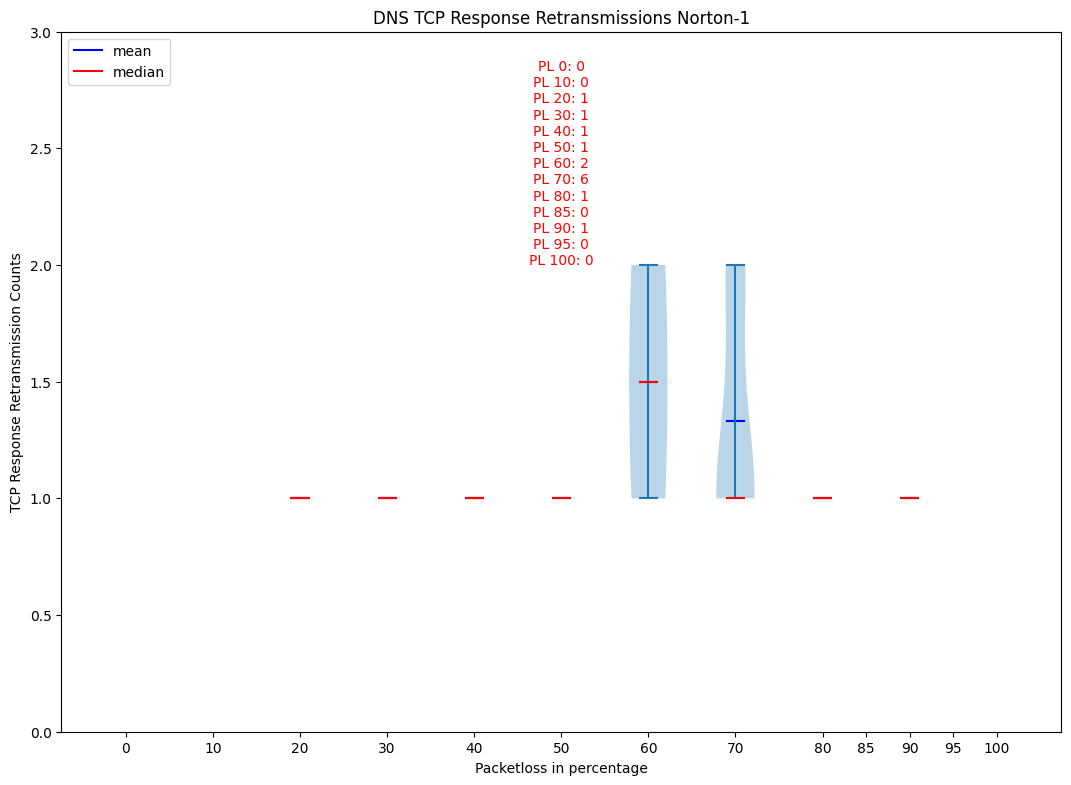 DNS TCP Response Retransmissions Norton-1
mean
median
PL 0: 0
PL 10: 0
PL 20: 1
PL 30: 1
PL 40: 1
PL 50: 1
PL 60: 2
PL 70: 6
PL 80: 1
PL 85: 0
PL 90: 1
PL 95: 0
PL 100: 0
TCP Response Retransmission Counts
3.0
2.5
2.0
1.5
1.0
0.5
0.0
0 10 20 30 40 50 60 70 80 85 90 95 100
Packetloss in percentage